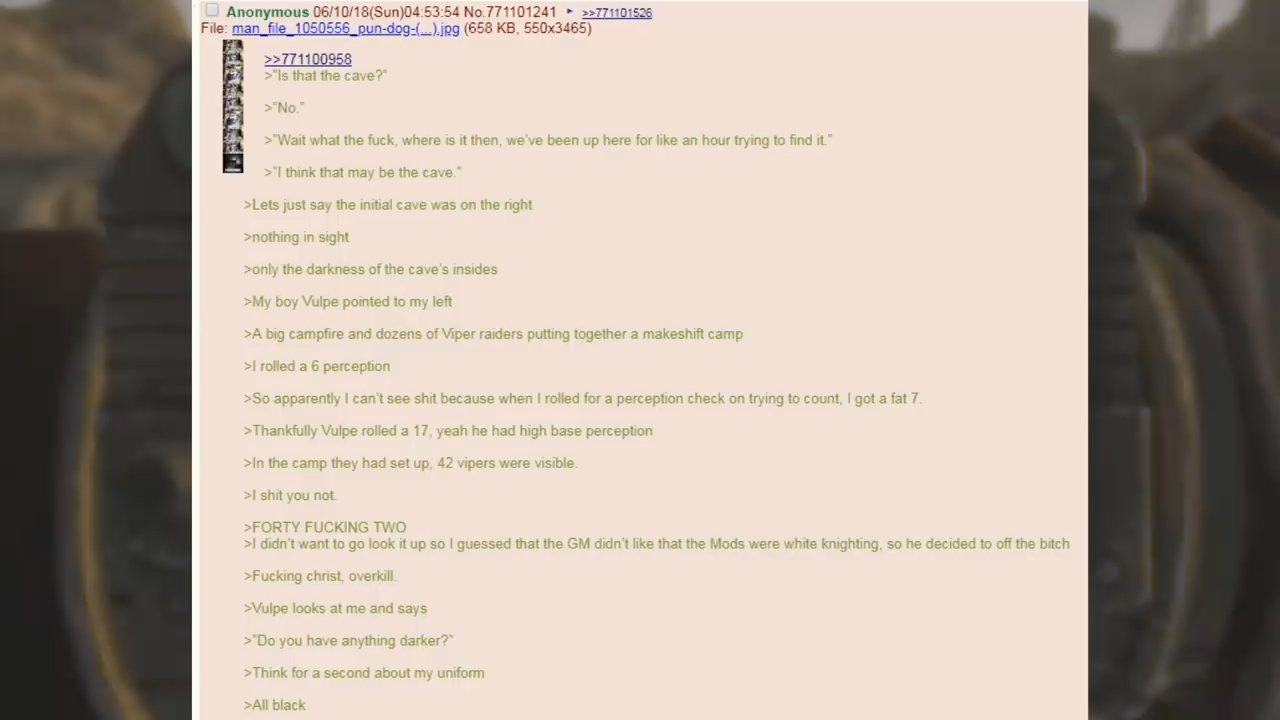 Anonymous 06/10/18(Sun)04:53:54 No.771101241 ▸ >>771101526
File: man_file_1050556_pun-dog-(...).jpg (658 KB, 550x3465)
>>771100958
>"Is that the cave?"
>"No."
>"Wait what the fuck, where is it then, we've been up here for like an hour trying to find it."
>"I think that may be the cave."
>Lets just say the initial cave was on the right
>nothing in sight
>only the darkness of the cave's insides
>My boy Vulpe pointed to my left
>A big campfire and dozens of Viper raiders putting together a makeshift camp
>I rolled a 6 perception
>So apparently I can't see shit because when I rolled for a perception check on trying to count, I got a fat 7.
>Thankfully Vulpe rolled a 17, yeah he had high base perception
>In the camp they had set up, 42 vipers were visible.
>I shit you not.
>FORTY FUCKING TWO
>I didn't want to go look it up so I guessed that the GM didn't like that the Mods were white knighting, so he decided to off the bitch
>Fucking christ, overkill.
>Vulpe looks at me and says
>"Do you have anything darker?"
>Think for a second about my uniform
>All black